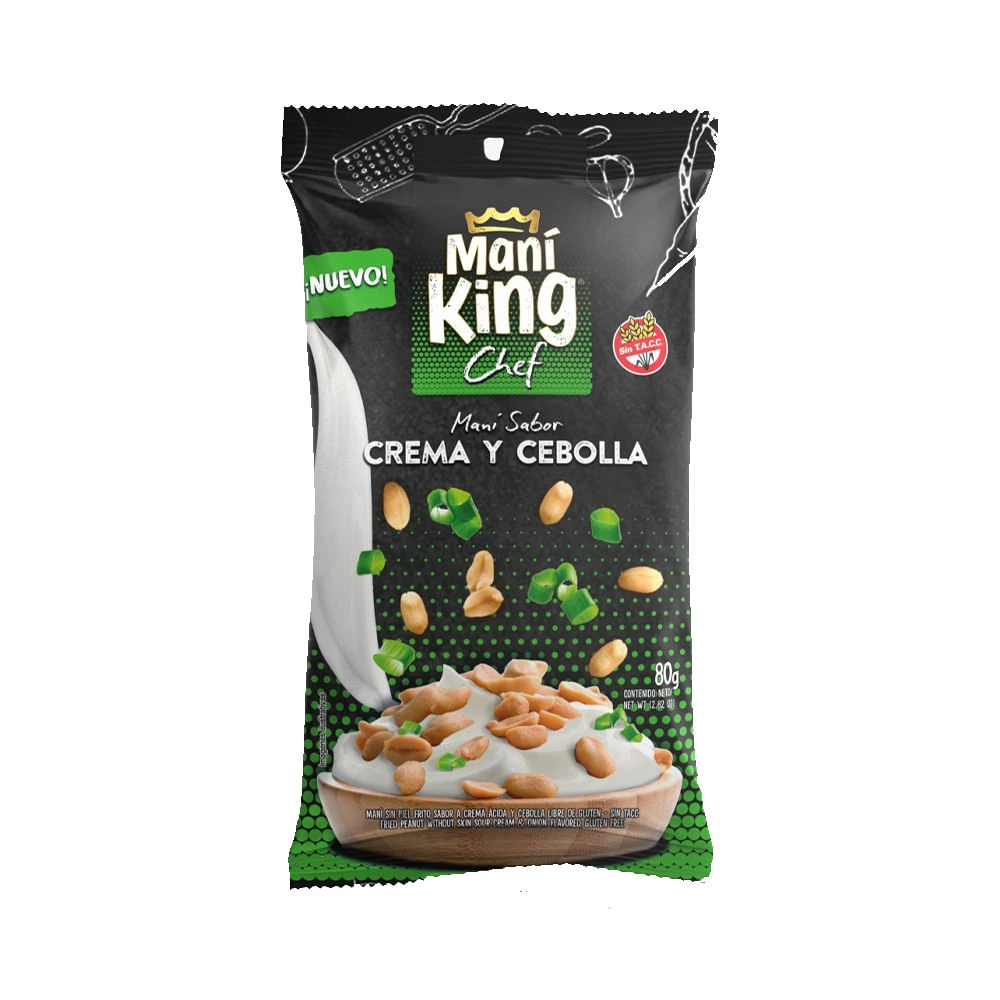 ¡NUEVO!
Maní
King®
Chef
Sin T.A.C.C.
Maní Sabor
CREMA Y CEBOLLA
80g
CONTENIDO NETO/
NET WT (2.82 OZ)
Imágenes ilustrativas
MANÍ SIN PIEL FRITO SABOR A CREMA ÁCIDA Y CEBOLLA LIBRE DE GLUTEN - SIN TACC
FRIED PEANUT WITHOUT SKIN SOUR CREAM & ONION FLAVORED GLUTEN FREE